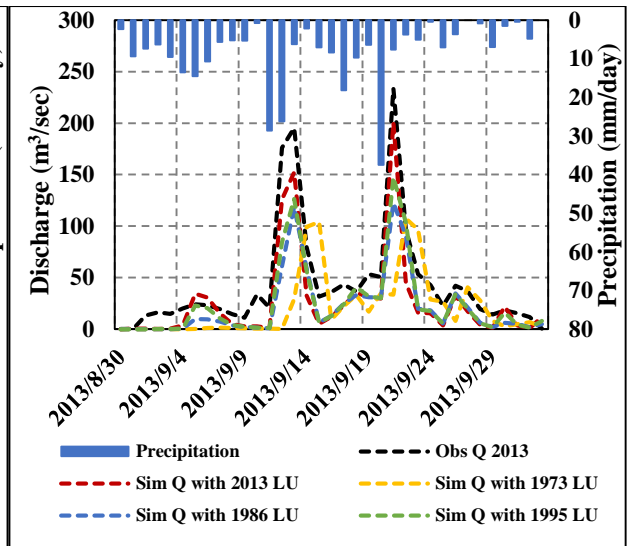 300
250
200
150
100
50
0
Discharge (m³/sec)
0
10
20
30
40
50
60
70
80
Precipitation (mm/day)
2013/8/30
2013/9/4
2013/9/9
2013/9/14
2013/9/19
2013/9/24
2013/9/29
Precipitation
Obs Q 2013
Sim Q with 2013 LU
Sim Q with 1973 LU
Sim Q with 1986 LU
Sim Q with 1995 LU